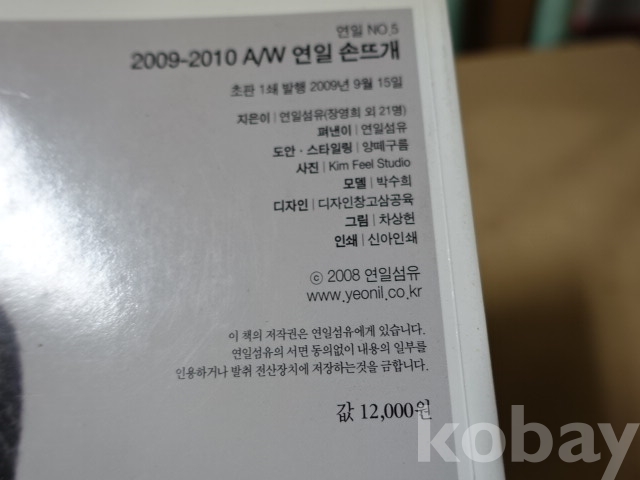 연일 NO.5
2009-2010 A/W 연일 손뜨개
초판 1쇄 발행 2009년 9월 15일
지은이 | 연일섬유(장영희 외 21명)
펴낸이 | 연일섬유
도안 · 스타일링 | 양떼구름
사진 | Kim Feel Studio
모델 | 박수희
디자인 | 디자인창고삼공육
그림 | 차상헌
인쇄 | 신아인쇄
ⓒ 2008 연일섬유
www.yeonil.co.kr
이 책의 저작권은 연일섬유에게 있습니다.
연일섬유의 서면 동의없이 내용의 일부를
인용하거나 발취 전산장치에 저장하는것을 금합니다.
값 12,000원
kobay